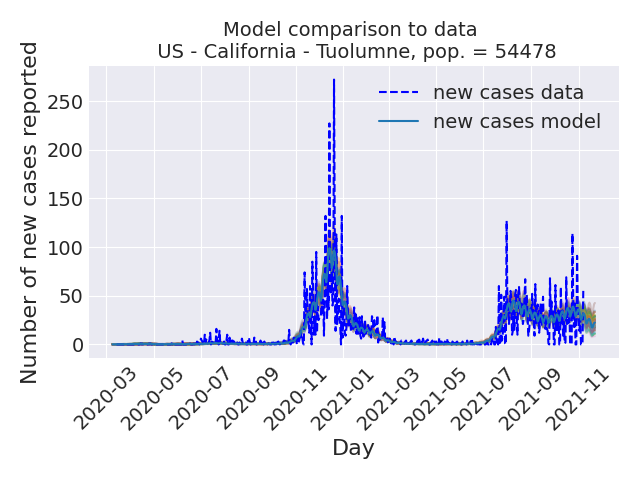 Model comparison to data
US - California - Tuolumne, pop. = 54478
Number of new cases reported
250
200
150
100
50
0
new cases data
new cases model
2020-03
2020-05
2020-07
2020-09
2020-11
2021-01
2021-03
2021-05
2021-07
2021-09
2021-11
Day